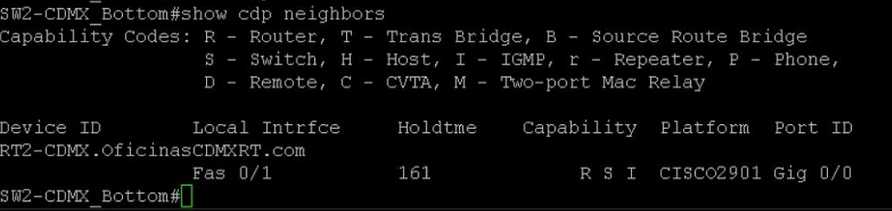 SW2-CDMX_Bottom#show cdp neighbors
Capability Codes: R - Router, T - Trans Bridge, B - Source Route Bridge
                  S - Switch, H - Host, I - IGMP, r - Repeater, P - Phone,
                  D - Remote, C - CVTA, M - Two-port Mac Relay

Device ID        Local Intrfce     Holdtme    Capability  Platform  Port ID
RT2-CDMX.OficinasCDMXRT.com
                 Fas 0/1           161             R S I  CISCO2901 Gig 0/0
SW2-CDMX_Bottom#